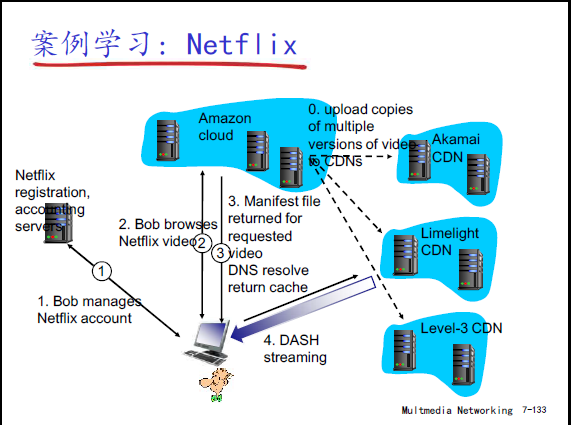 案例学习: Netflix
Amazon
cloud
0. upload copies
of multiple
versions of video
to CDNs
Akamai
CDN
Netflix
registration,
accounting
servers
2. Bob browses
Netflix video
2
3. Manifest file
returned for
requested
video
DNS resolve
return cache
3
Limelight
CDN
1
1. Bob manages
Netflix account
4. DASH
streaming
Level-3 CDN
Multimedia Networking 7-133